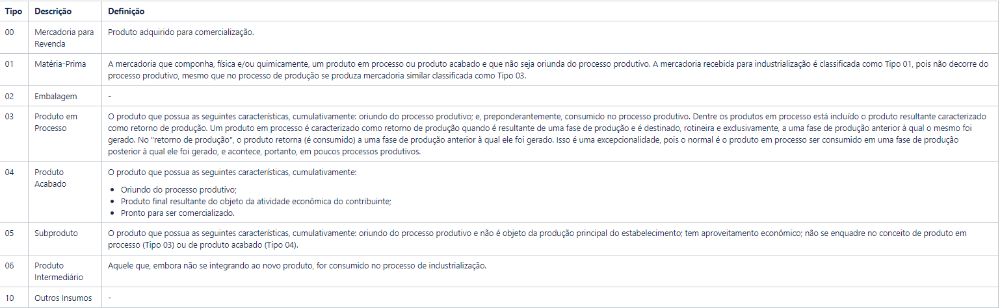 Tipo Descrição Definição
00 Mercadoria para Revenda Produto adquirido para comercialização.
01 Matéria-Prima A mercadoria que componha, física e/ou quimicamente, um produto em processo ou produto acabado e que não seja oriunda do processo produtivo. A mercadoria recebida para industrialização é classificada como Tipo 01, pois não decorre do
processo produtivo, mesmo que no processo de produção se produza mercadoria similar classificada como Tipo 03.
02 Embalagem -
03 Produto em Processo O produto que possua as seguintes características, cumulativamente: oriundo do processo produtivo; e, preponderantemente, consumido no processo produtivo. Dentre os produtos em processo está incluído o produto resultante caracterizado
como retorno de produção. Um produto em processo é caracterizado como retorno de produção quando é resultante de uma fase de produção e é destinado, rotineira e exclusivamente, a uma fase de produção anterior à qual o mesmo foi
gerado. No "retorno de produção", o produto retorna (é consumido) a uma fase de produção anterior à qual ele foi gerado. Isso é uma excepcionalidade, pois o normal é o produto em processo ser consumido em uma fase de produção
posterior à qual ele foi gerado, e acontece, portanto, em poucos processos produtivos.
04 Produto Acabado O produto que possua as seguintes características, cumulativamente:
• Oriundo do processo produtivo;
• Produto final resultante do objeto da atividade econômica do contribuinte;
• Pronto para ser comercializado.
05 Subproduto O produto que possua as seguintes características, cumulativamente: oriundo do processo produtivo e não é objeto da produção principal do estabelecimento; tem aproveitamento econômico; não se enquadre no conceito de produto em
processo (Tipo 03) ou de produto acabado (Tipo 04).
06 Produto Intermediário Aquele que, embora não se integrando ao novo produto, for consumido no processo de industrialização.
10 Outros Insumos -